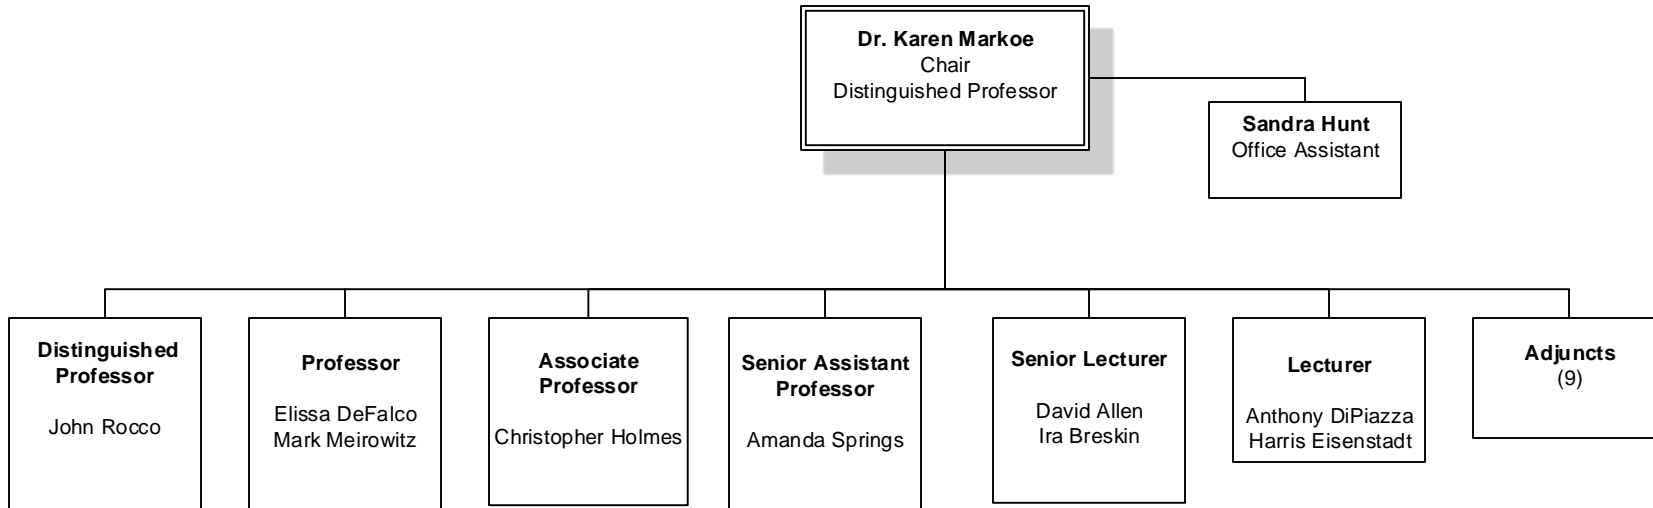 Dr. Karen Markoe
Chair
Distinguished Professor
Sandra Hunt
Office Assistant
Distinguished
Professor
John Rocco
Professor
Elissa DeFalco
Mark Meirowitz
Associate
Professor
Christopher Holmes
Senior Assistant
Professor
Amanda Springs
Senior Lecturer
David Allen
Ira Breskin
Lecturer
Anthony DiPiazza
Harris Eisenstadt
Adjuncts
(9)